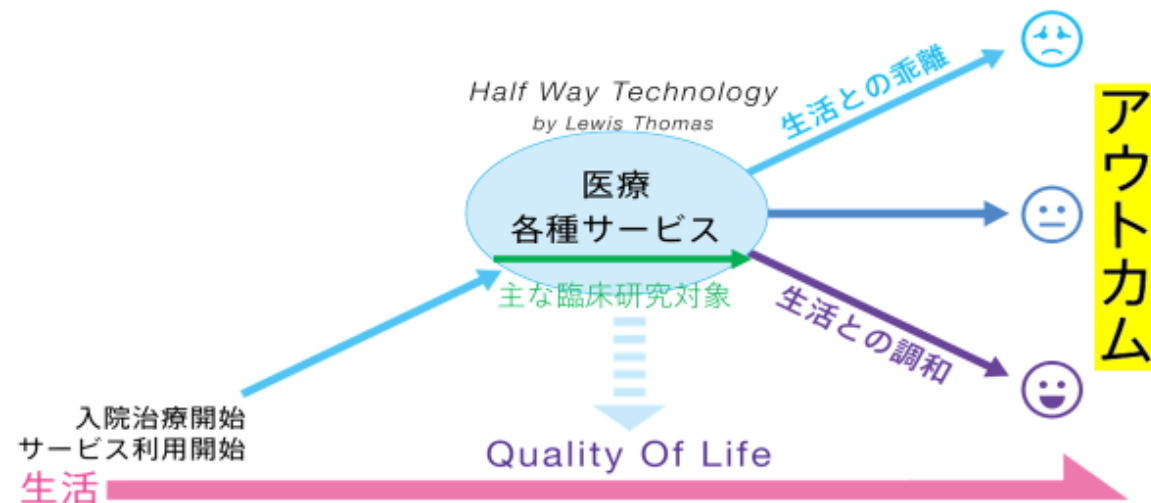 Half Way Technology
by Lewis Thomas
医療
各種サービス
主な臨床研究対象
生活との乖離
生活との調和
アウトカム
入院治療開始
サービス利用開始
Quality Of Life
生活